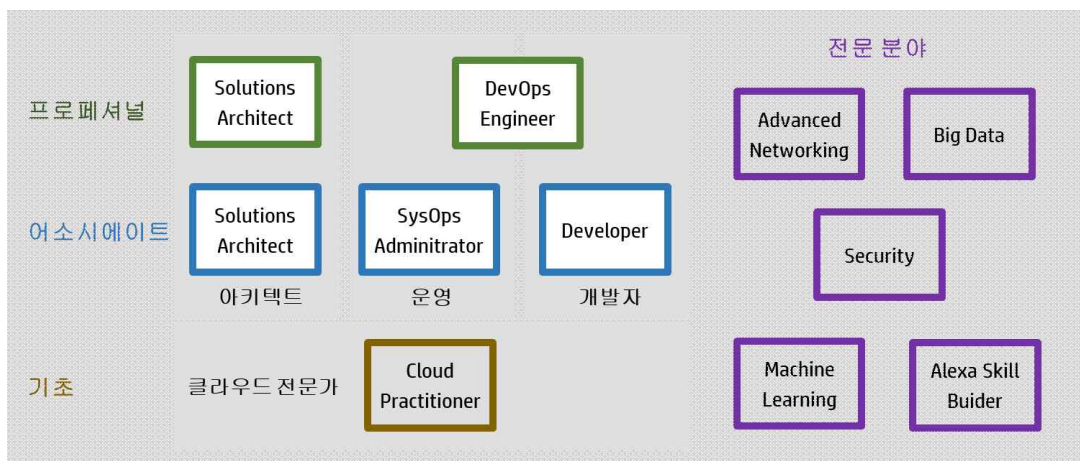 전문 분야
프로페셔널
Solutions
Architect
DevOps
Engineer
Advanced
Networking
Big Data
어소시에이트
Solutions
Architect
SysOps
Adminitrator
Developer
Security
아키텍트
운영
개발자
기초
클라우드 전문가
Cloud
Practitioner
Machine
Learning
Alexa Skill
Buider